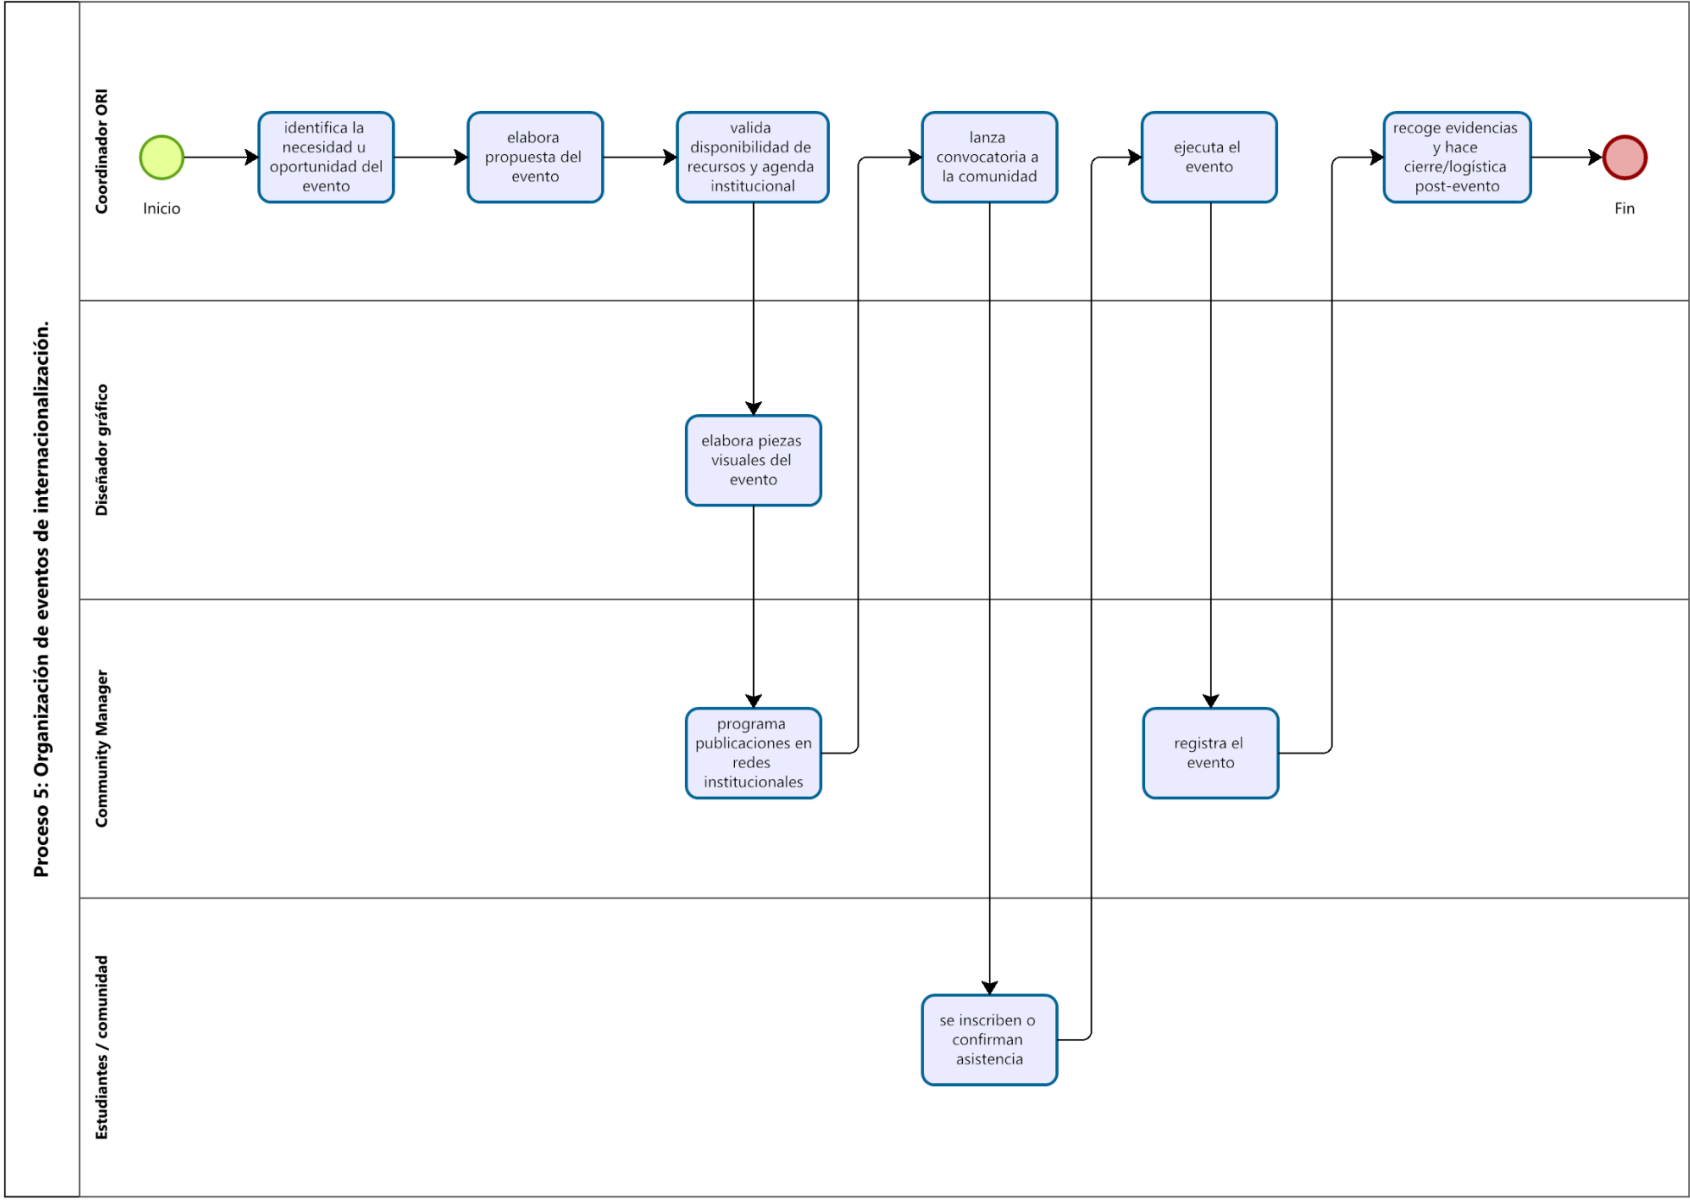 Proceso 5: Organización de eventos de internacionalización.
Coordinador ORI
Inicio
identifica la
necesidad u
oportunidad del
evento
elabora
propuesta del
evento
valida
disponibilidad de
recursos y agenda
institucional
lanza
convocatoria a
la comunidad
ejecuta el
evento
recoge evidencias
y hace
cierre/logística
post-evento
Fin
Diseñador gráfico
elabora piezas
visuales del
evento
Community Manager
programa
publicaciones en
redes
institucionales
registra el
evento
Estudiantes / comunidad
se inscriben o
confirman
asistencia